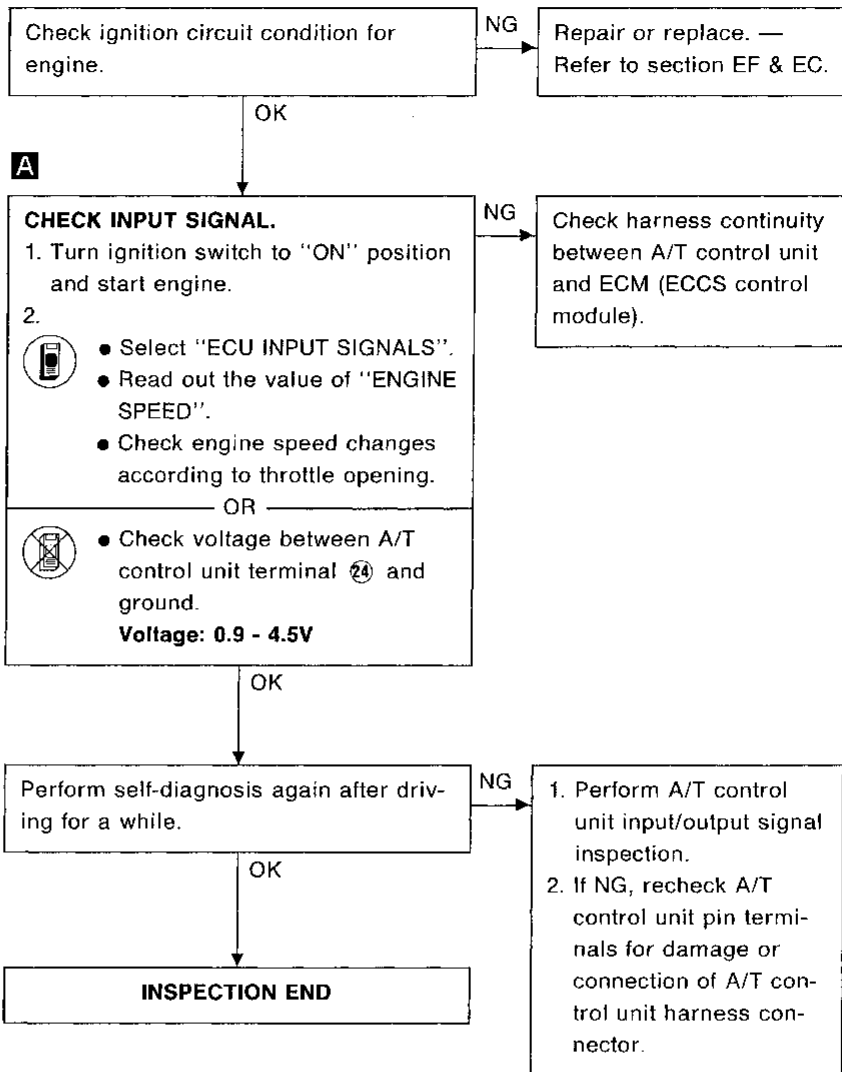 Check ignition circuit condition for
engine.
NG
Repair or replace. —
Refer to section EF & EC.
OK
A
CHECK INPUT SIGNAL.
1. Turn ignition switch to "ON" position
and start engine.
2.
● Select "ECU INPUT SIGNALS".
● Read out the value of "ENGINE
SPEED".
● Check engine speed changes
according to throttle opening.
OR
● Check voltage between A/T
control unit terminal ㉔ and
ground.
Voltage: 0.9 - 4.5V
NG
Check harness continuity
between A/T control unit
and ECM (ECCS control
module).
OK
Perform self-diagnosis again after driv-
ing for a while.
NG
1. Perform A/T control
unit input/output signal
inspection.
2. If NG, recheck A/T
control unit pin termi-
nals for damage or
connection of A/T con-
trol unit harness con-
nector.
OK
INSPECTION END